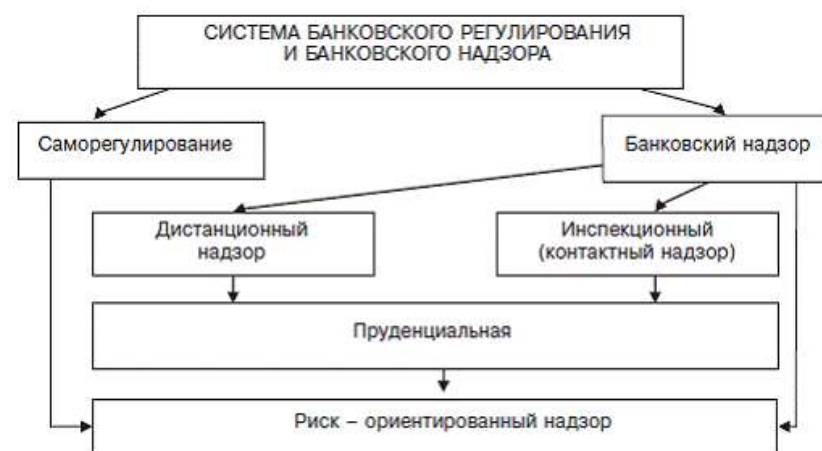 СИСТЕМА БАНКОВСКОГО РЕГУЛИРОВАНИЯ
И БАНКОВСКОГО НАДЗОРА
Саморегулирование
Банковский надзор
Дистанционный
надзор
Инспекционный
(контактный надзор)
Пруденциальная
Риск – ориентированный надзор